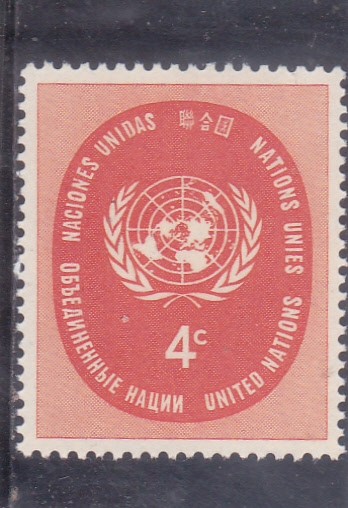 NACIONES UNIDAS
聯合国
NATIONS UNIES
ОБЪЕДИНЕННЫЕ НАЦИИ
UNITED NATIONS
4c